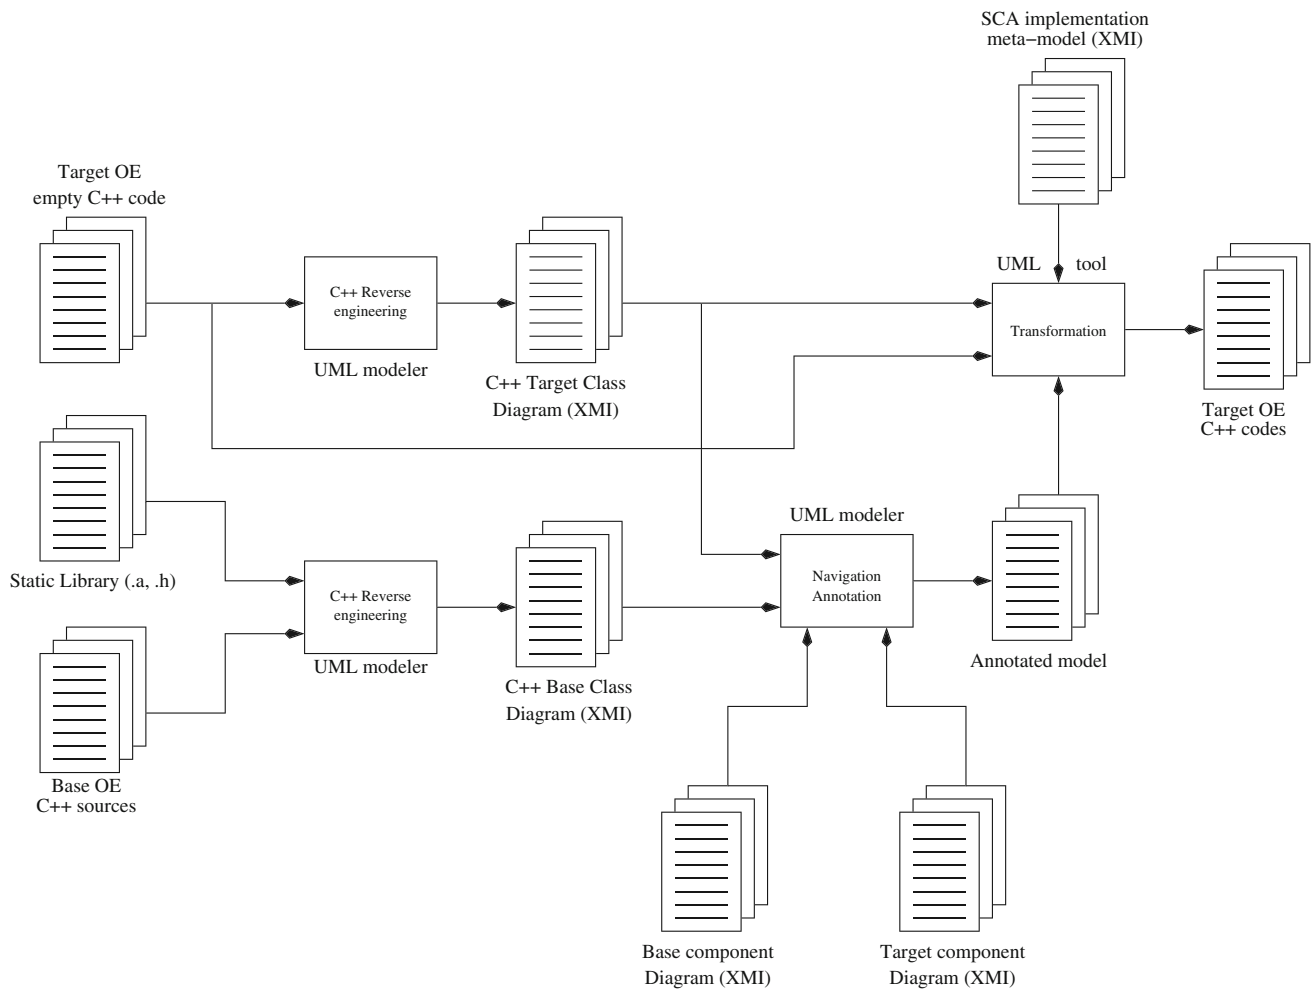 SCA implementation
meta−model (XMI)
Target OE
empty C++ code
UML tool
C++ Reverse
engineering
Transformation
UML modeler
C++ Target Class
Diagram (XMI)
Target OE
C++ codes
UML modeler
Static Library (.a, .h)
C++ Reverse
engineering
Navigation
Annotation
UML modeler
Annotated model
C++ Base Class
Diagram (XMI)
Base OE
C++ sources
Base component
Diagram (XMI)
Target component
Diagram (XMI)